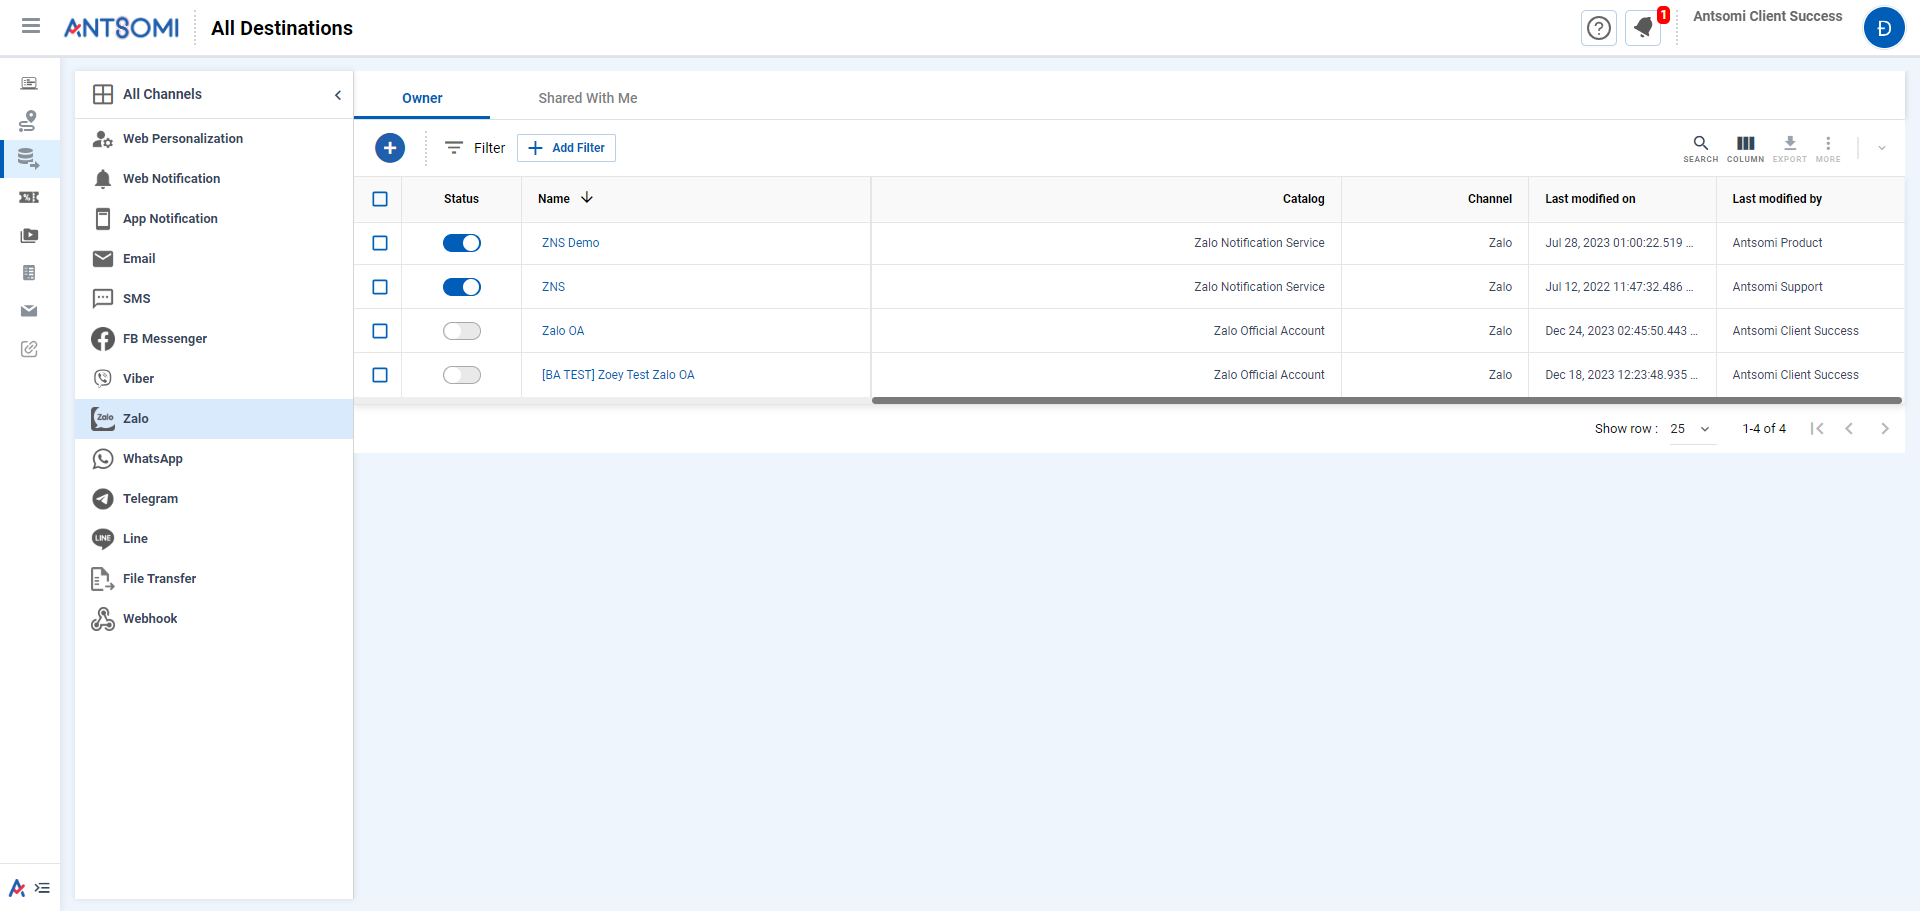 ANTSOMI
All Destinations
1
Antsomi Client Success
Đ
All Channels
Web Personalization
Web Notification
App Notification
Email
SMS
FB Messenger
Viber
Zalo
Zalo
WhatsApp
Telegram
LINE
Line
File Transfer
Webhook
Owner
Shared With Me
Filter
Add Filter
SEARCH
COLUMN
EXPORT
MORE
Status Name Catalog Channel Last modified on Last modified by
ZNS Demo Zalo Notification Service Zalo Jul 28, 2023 01:00:22.519 ... Antsomi Product
ZNS Zalo Notification Service Zalo Jul 12, 2022 11:47:32.486 ... Antsomi Support
Zalo OA Zalo Official Account Zalo Dec 24, 2023 02:45:50.443 ... Antsomi Client Success
[BA TEST] Zoey Test Zalo OA Zalo Official Account Zalo Dec 18, 2023 12:23:48.935 ... Antsomi Client Success
Show row : 25 1-4 of 4